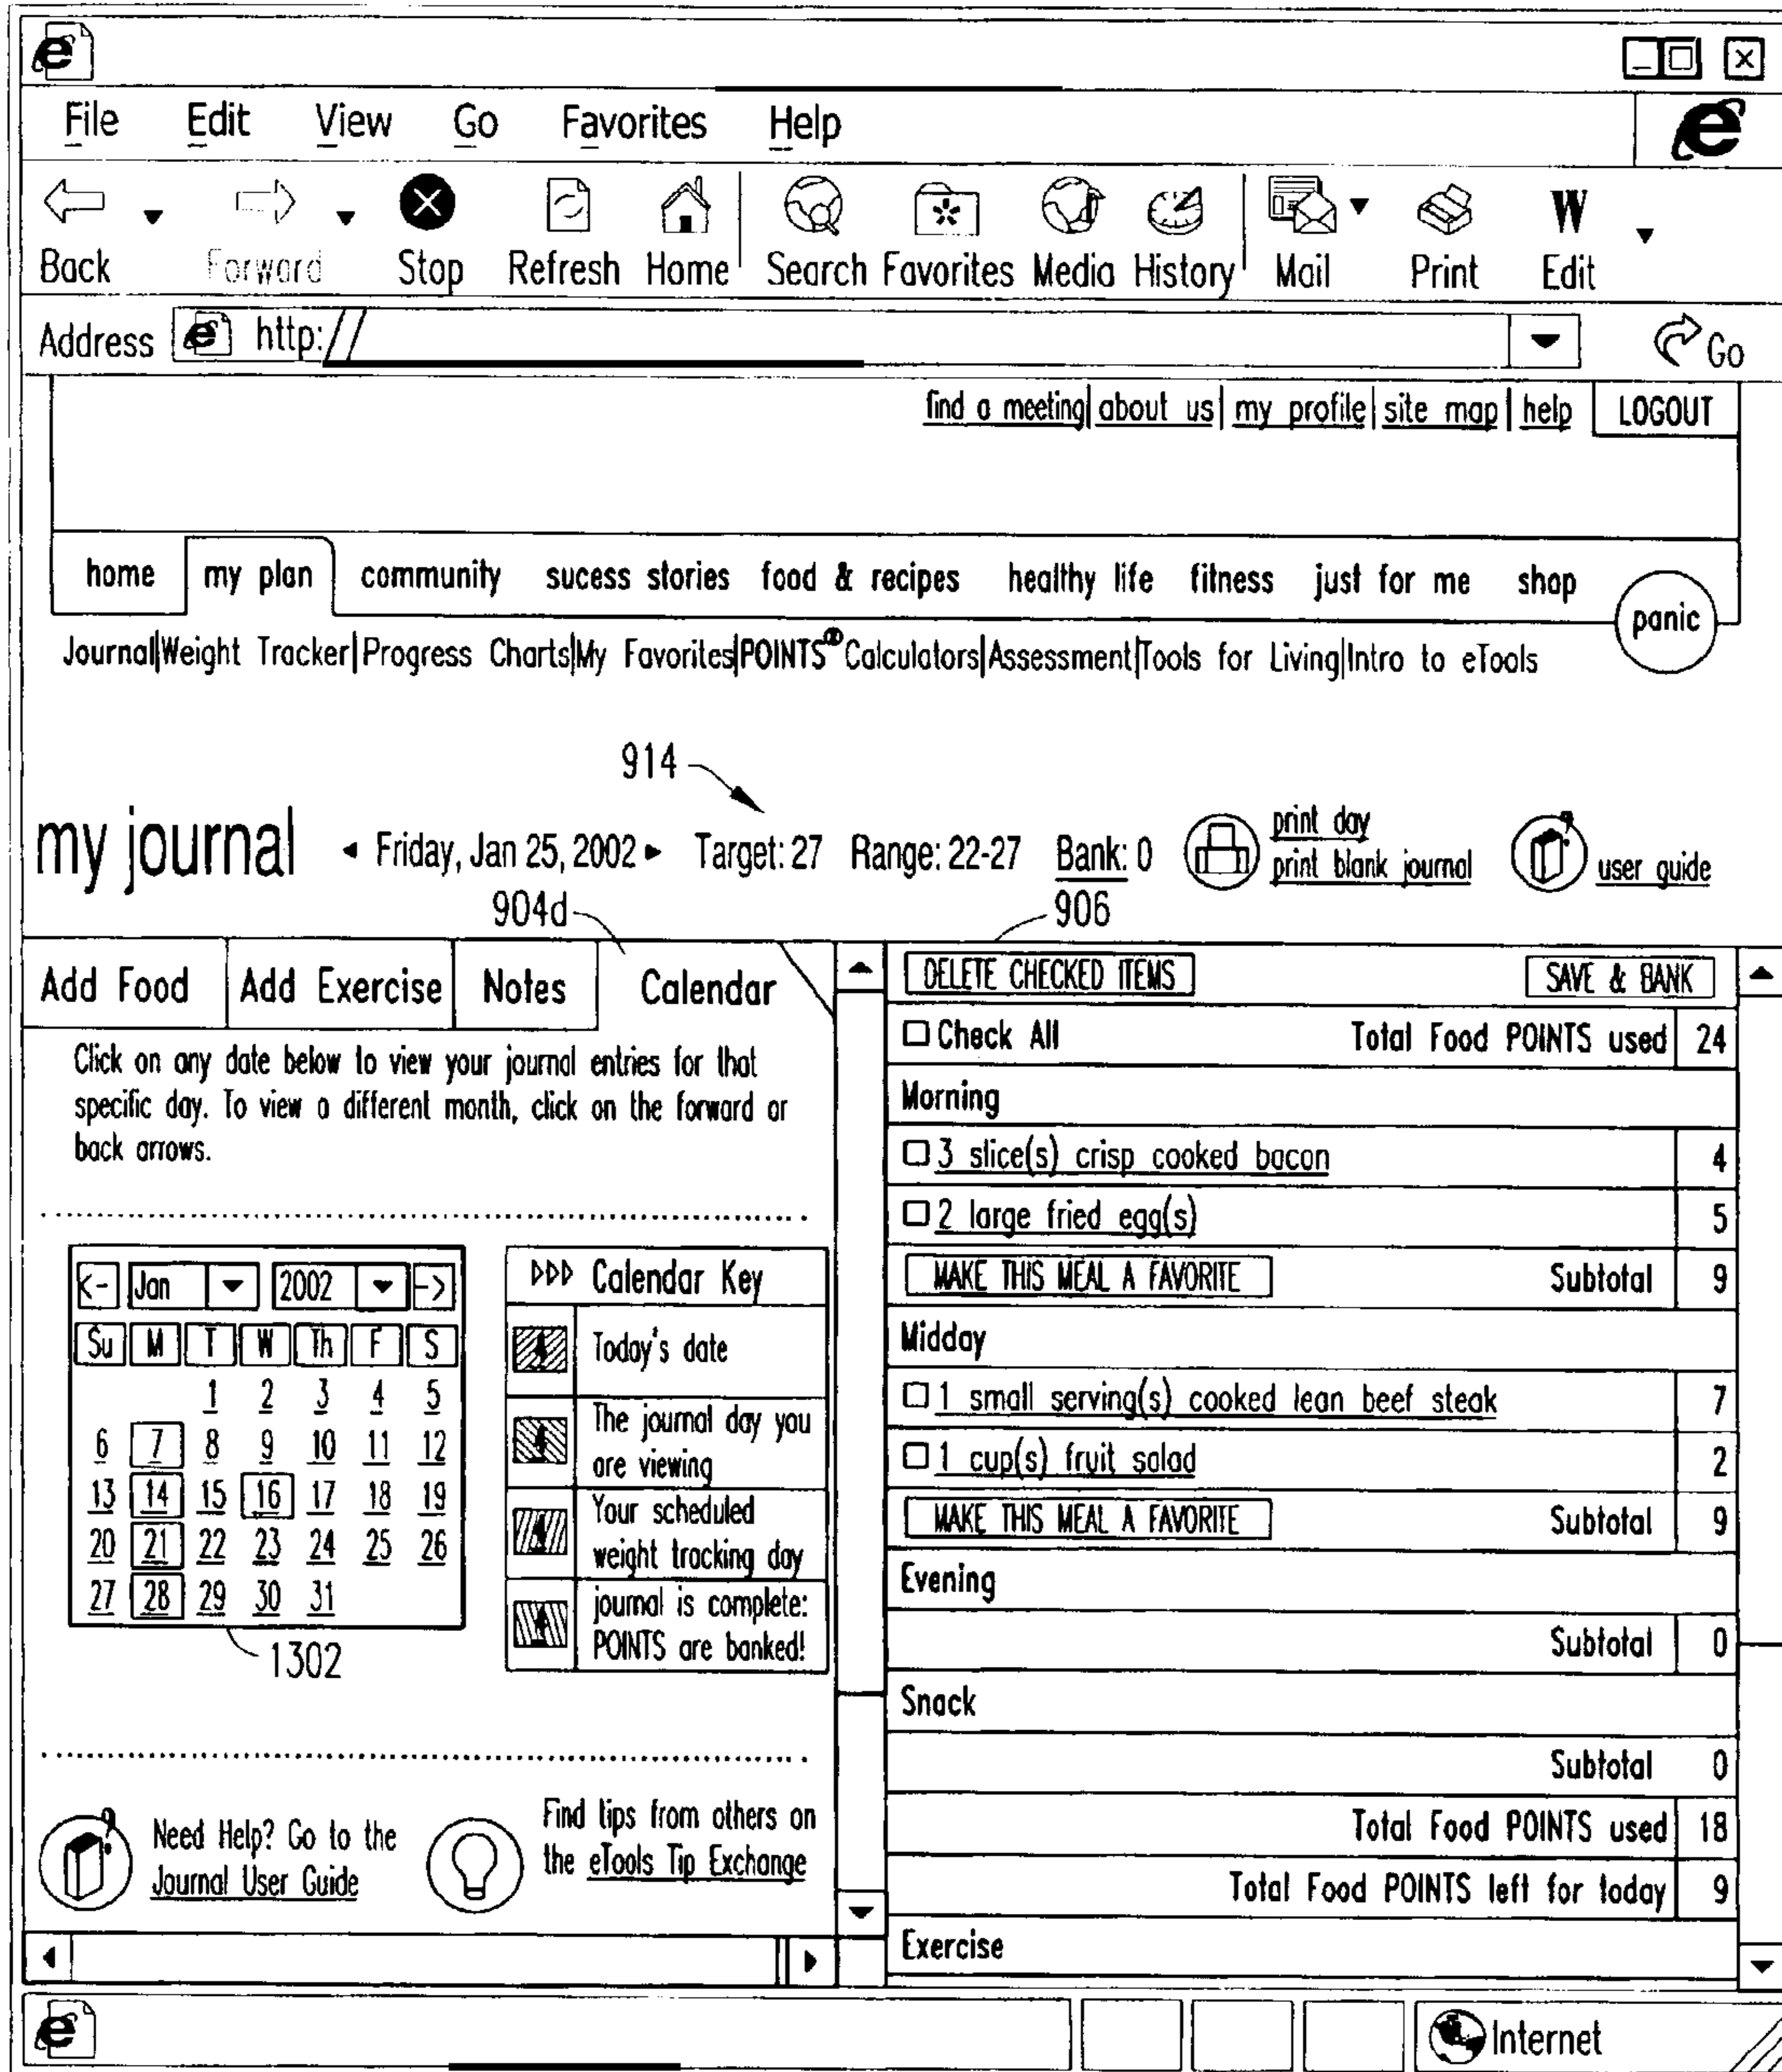 File Edit View Go Favorites Help
Back Forward Stop Refresh Home Search Favorites Media History Mail Print Edit
W
Address http:// Go
find a meeting| about us| my profile| site map| help LOGOUT
home my plan community sucess stories food & recipes healthy life fitness just for me shop
panic
Journal|Weight Tracker|Progress Charts|My Favorites|POINTS® Calculators|Assessment|Tools for Living|Intro to eTools
914
my journal Friday, Jan 25, 2002 Target: 27 Range: 22-27 Bank: 0
print day
print blank journal
user guide
904d
906
Add Food Add Exercise Notes Calendar
Click on any date below to view your journal entries for that
specific day. To view a different month, click on the forward or
back arrows.
<- Jan 2002 ->
Su M T W Th F S
1 2 3 4 5
6 7 8 9 10 11 12
13 14 15 16 17 18 19
20 21 22 23 24 25 26
27 28 29 30 31
1302
Calendar Key
4 Today's date
4 The journal day you
are viewing
4 Your scheduled
weight tracking day
4 journal is complete:
POINTS are banked!
Need Help? Go to the
Journal User Guide
Find tips from others on
the eTools Tip Exchange
DELETE CHECKED ITEMS SAVE & BANK
Check All Total Food POINTS used 24
Morning
3 slice(s) crisp cooked bacon 4
2 large fried egg(s) 5
MAKE THIS MEAL A FAVORITE Subtotal 9
Midday
1 small serving(s) cooked lean beef steak 7
1 cup(s) fruit salad 2
MAKE THIS MEAL A FAVORITE Subtotal 9
Evening
Subtotal 0
Snack
Subtotal 0
Total Food POINTS used 18
Total Food POINTS left for today 9
Exercise
Internet